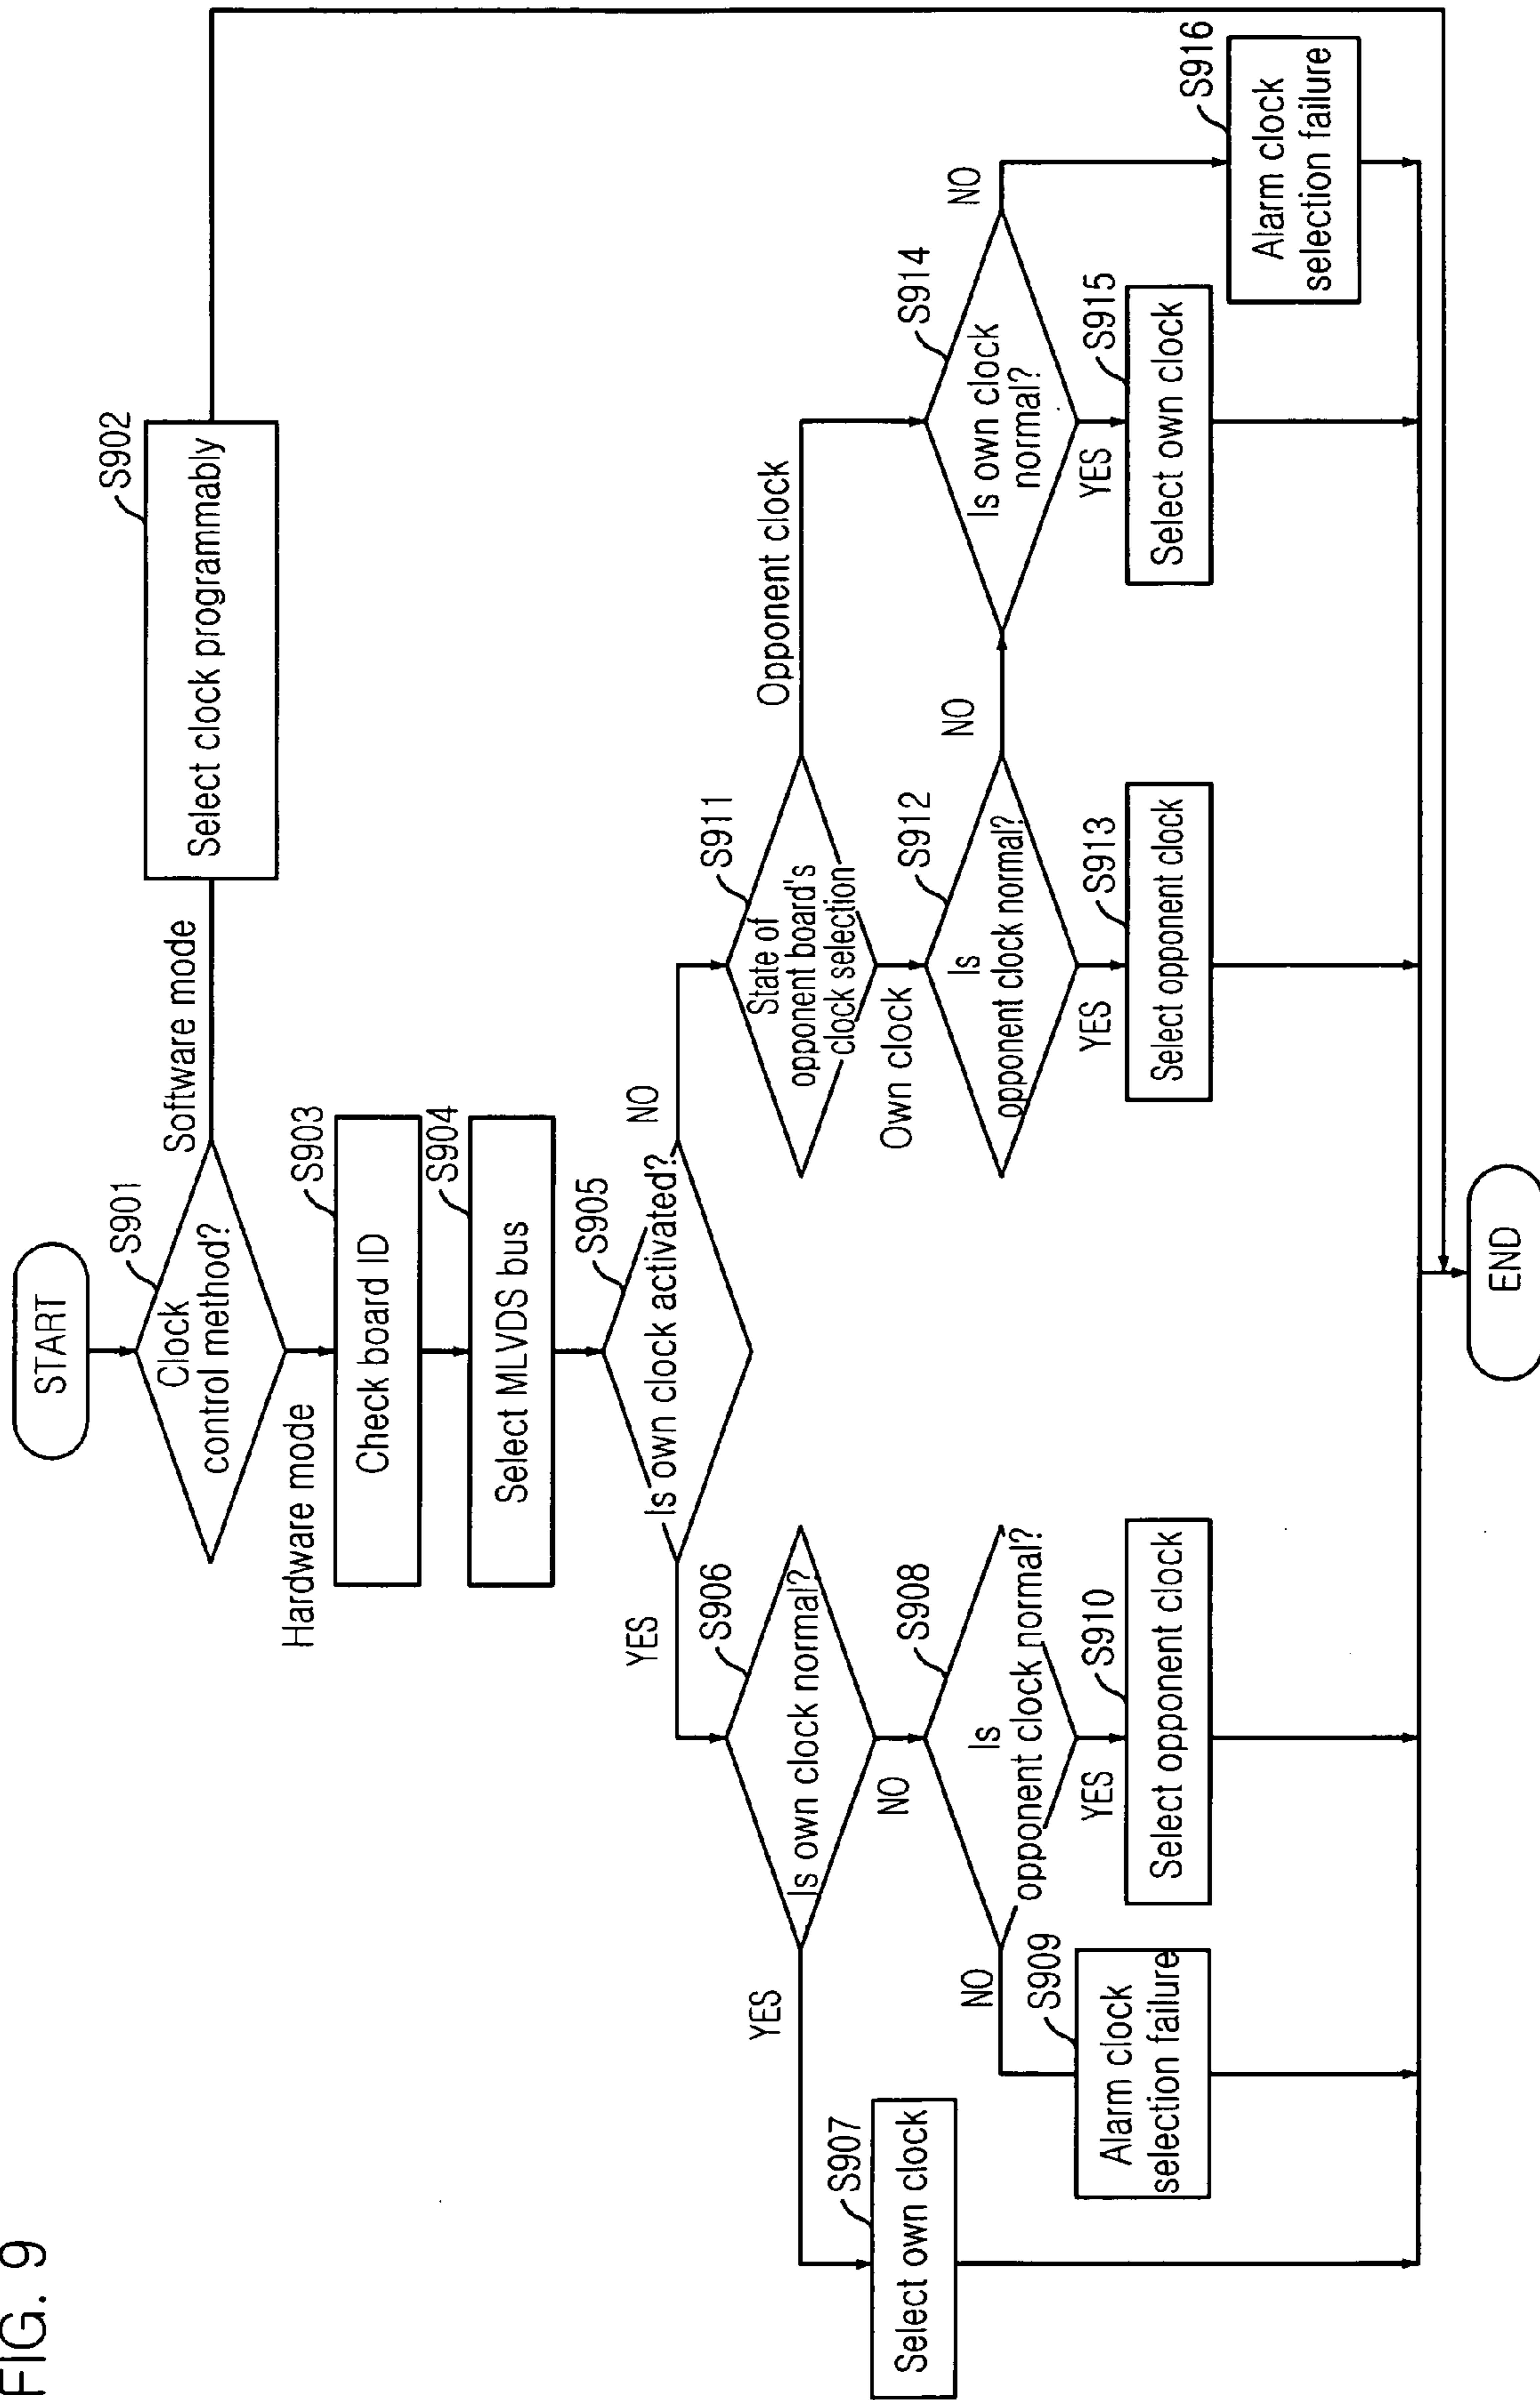 FIG. 9
START
S901
Clock
control method?
Software mode
S902
Select clock programmably
Hardware mode
S903
Check board ID
S904
Select MLVDS bus
S905
Is own clock activated?
YES
NO
S906
Is own clock normal?
YES
NO
S907
Select own clock
S908
Is
opponent clock normal?
NO
YES
S909
Alarm clock
selection failure
S910
Select opponent clock
S911
State of
opponent board's
clock selection
Own clock
Opponent clock
S912
Is
opponent clock normal?
YES
NO
S913
Select opponent clock
S914
Is own clock
normal?
YES
NO
S915
Select own clock
S916
Alarm clock
selection failure
END